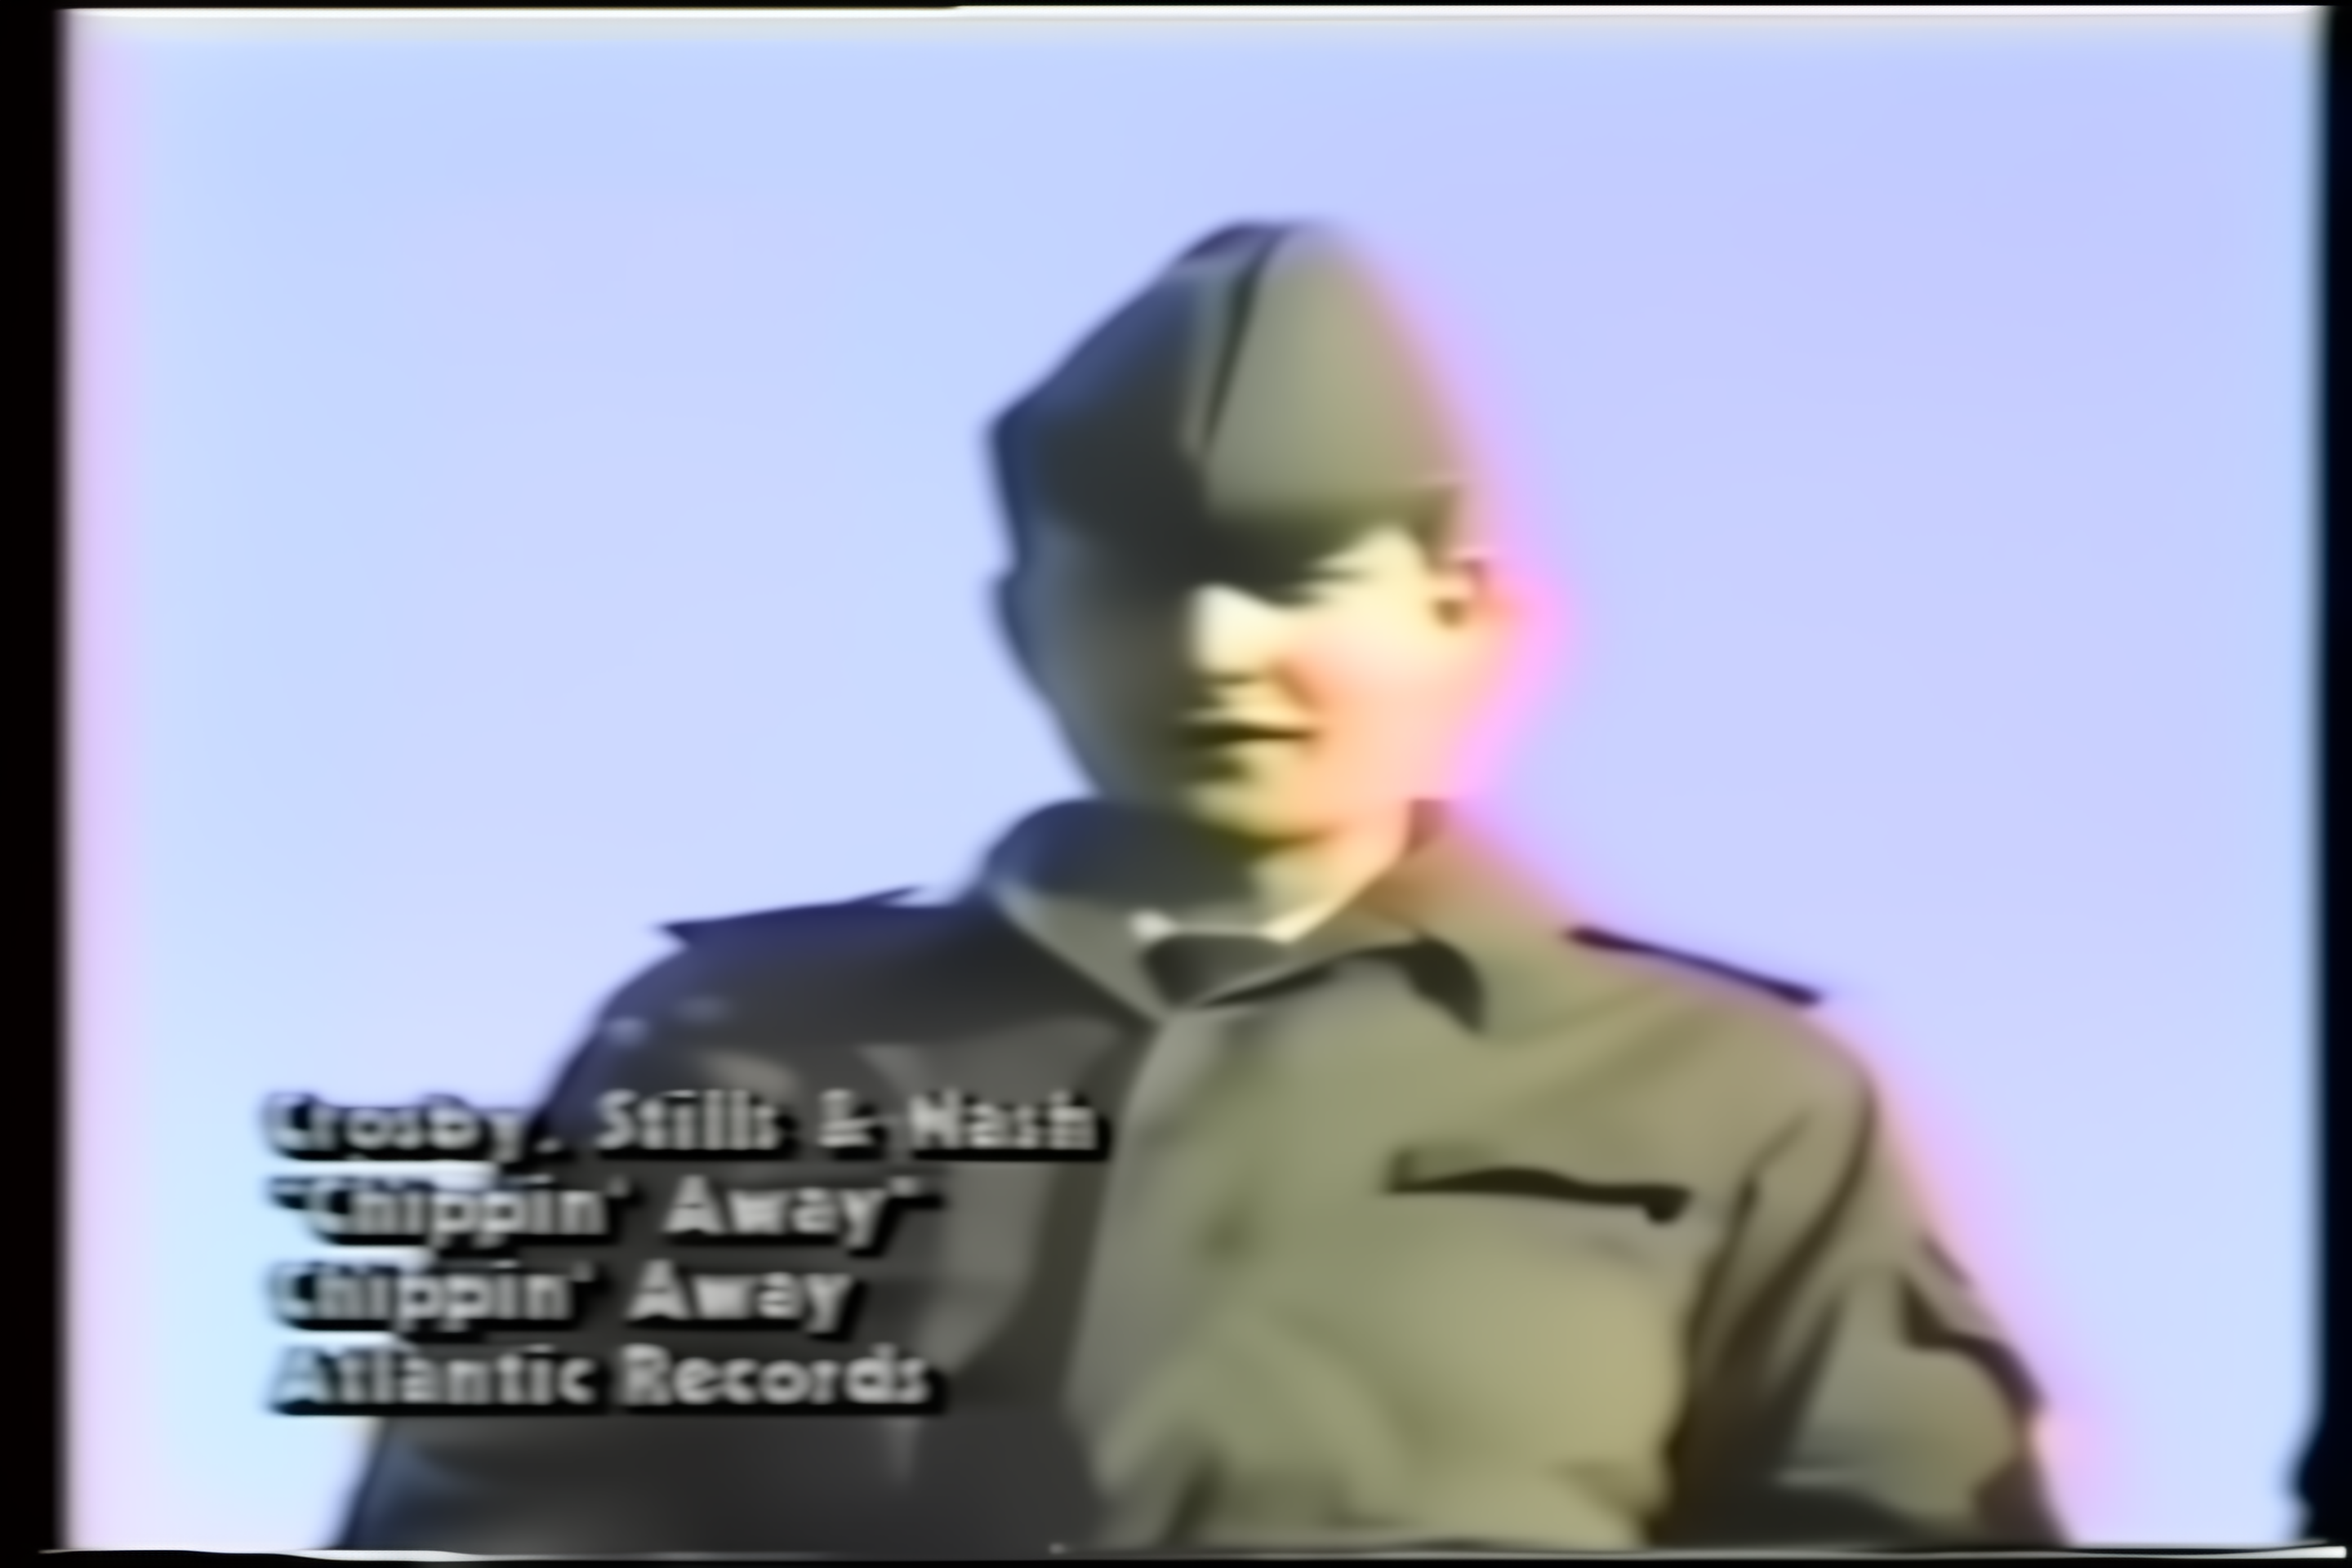 Crosby, Stills & Nash
"Chippin' Away"
Chippin' Away
Atlantic Records